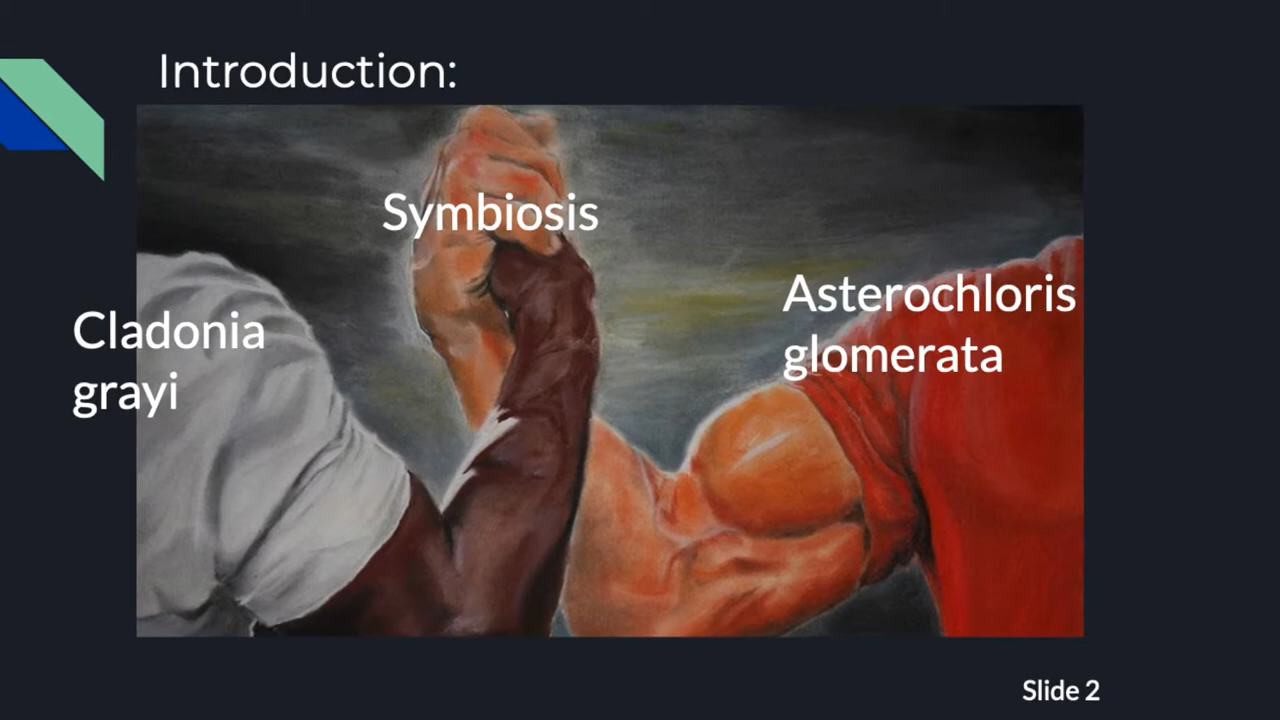 Introduction:
Symbiosis
Cladonia
grayi
Asterochloris
glomerata
Slide 2